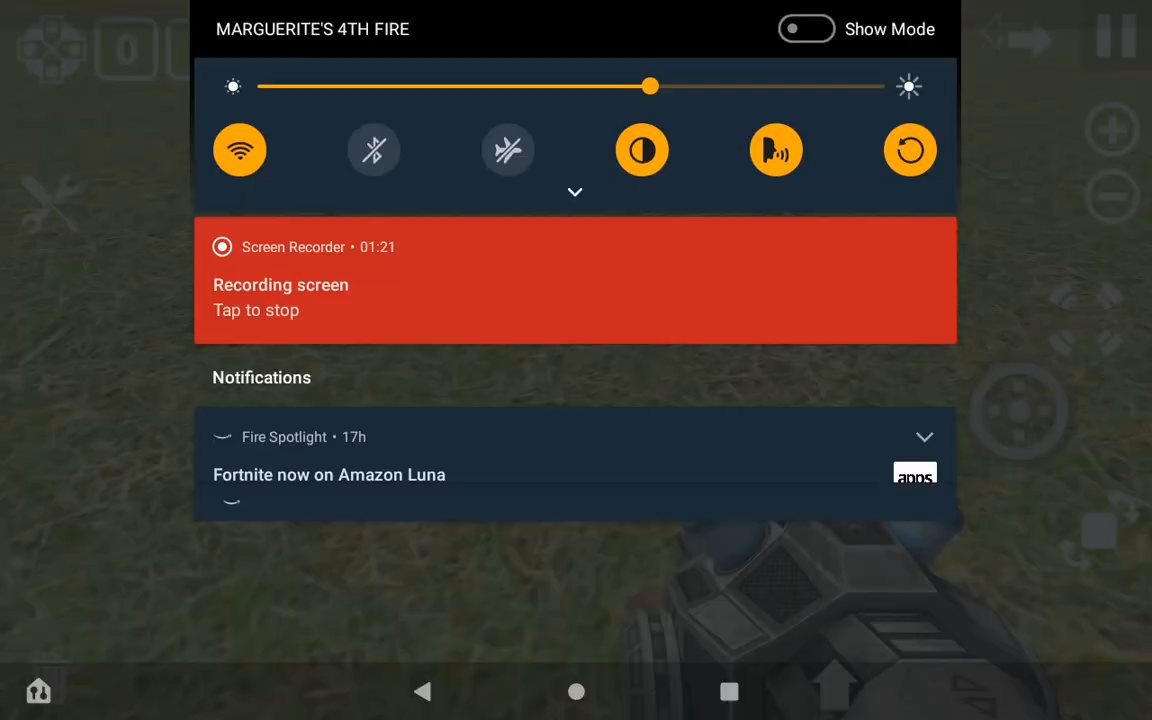 MARGUERITE'S 4TH FIRE
Show Mode
Screen Recorder • 01:21
Recording screen
Tap to stop
Notifications
Fire Spotlight • 17h
Fortnite now on Amazon Luna
apps
0